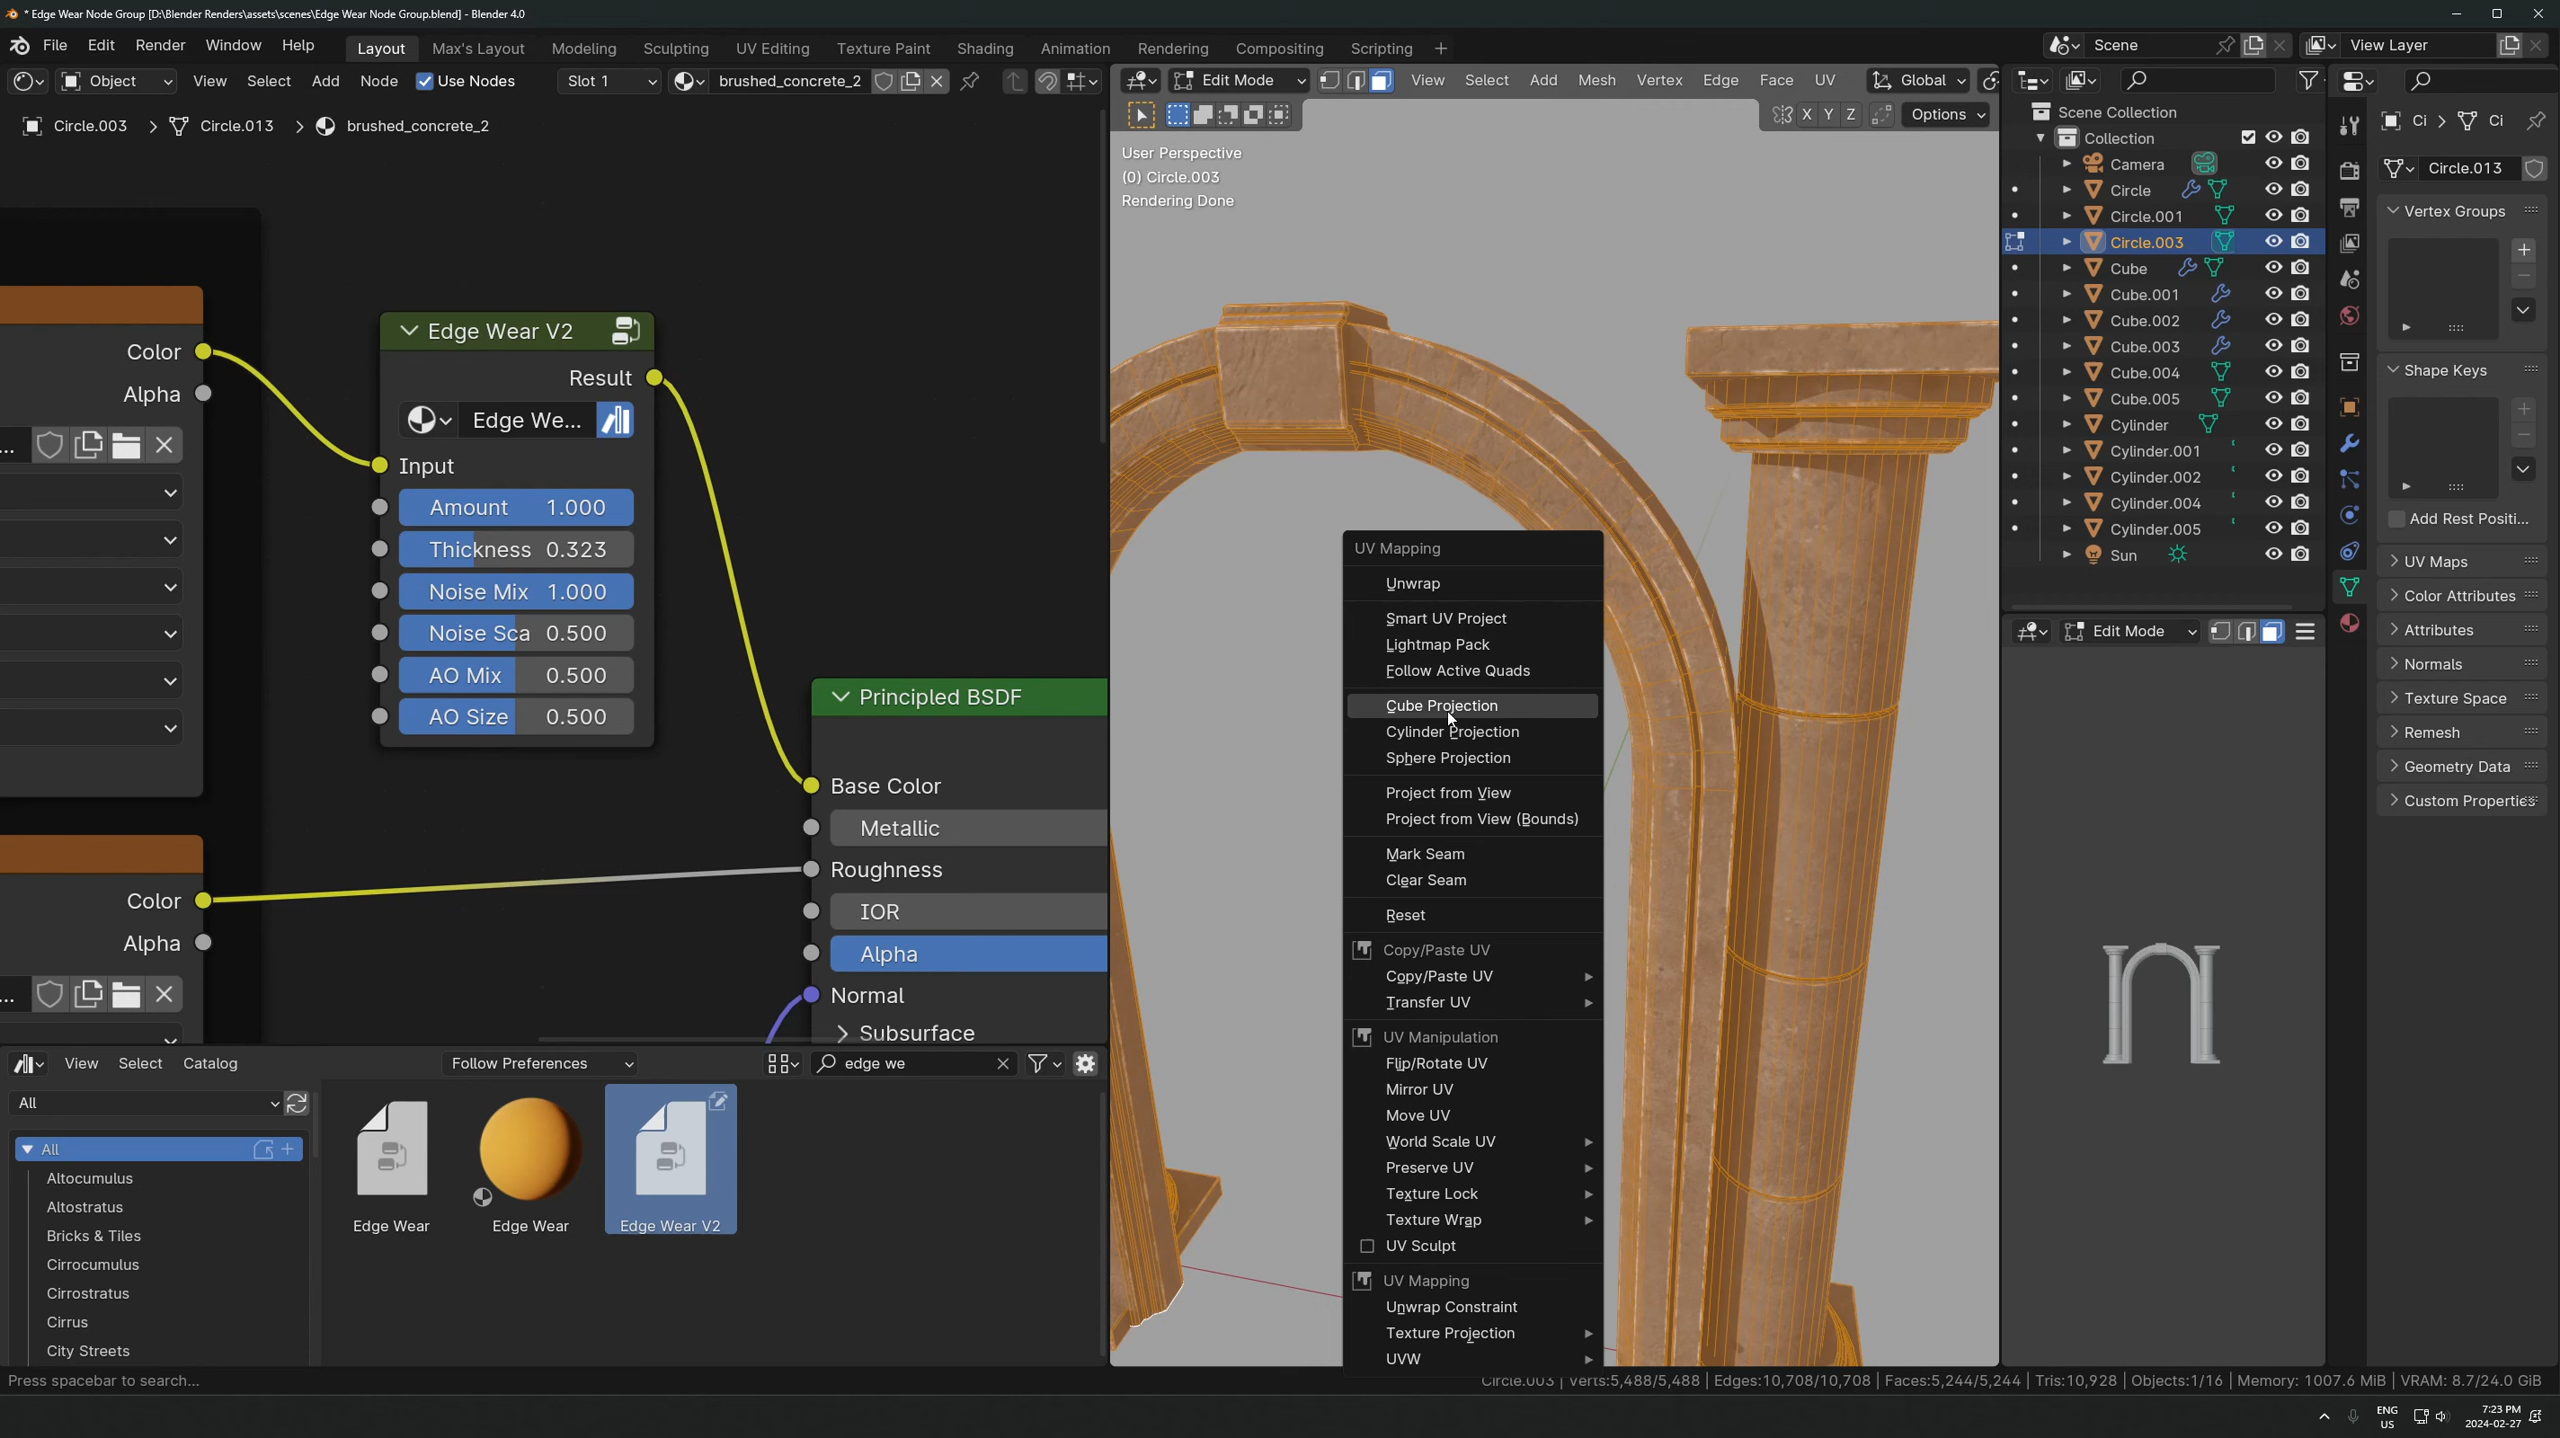 * Edge Wear Node Group [D:\Blender Renders\assets\scenes\Edge Wear Node Group.blend] - Blender 4.0
File Edit Render Window Help Layout Max's Layout Modeling Sculpting UV Editing Texture Paint Shading Animation Rendering Compositing Scripting + Scene View Layer
Object View Select Add Node Use Nodes Slot 1 brushed_concrete_2
Edit Mode View Select Add Mesh Vertex Edge Face UV Global
X Y Z Options
Circle.003 Circle.013 brushed_concrete_2
User Perspective
(0) Circle.003
Rendering Done
Color
Alpha
Edge Wear V2
Result
Edge We...
Input
Amount 1.000
Thickness 0.323
Noise Mix 1.000
Noise Sca 0.500
AO Mix 0.500
AO Size 0.500
Principled BSDF
Base Color
Metallic
Roughness
IOR
Alpha
Normal
Subsurface
Color
Alpha
UV Mapping
Unwrap
Smart UV Project
Lightmap Pack
Follow Active Quads
Cube Projection
Cylinder Projection
Sphere Projection
Project from View
Project from View (Bounds)
Mark Seam
Clear Seam
Reset
Copy/Paste UV
Copy/Paste UV
Transfer UV
UV Manipulation
Flip/Rotate UV
Mirror UV
Move UV
World Scale UV
Preserve UV
Texture Lock
Texture Wrap
UV Sculpt
UV Mapping
Unwrap Constraint
Texture Projection
UVW
Scene Collection
Collection
Camera
Circle
Circle.001
Circle.003
Cube
Cube.001
Cube.002
Cube.003
Cube.004
Cube.005
Cylinder
Cylinder.001
Cylinder.002
Cylinder.004
Cylinder.005
Sun
Edit Mode
Ci Ci
Circle.013
Vertex Groups
Shape Keys
Add Rest Positi...
UV Maps
Color Attributes
Attributes
Normals
Texture Space
Remesh
Geometry Data
Custom Properties
View Select Catalog Follow Preferences edge we
All
All
Altocumulus
Altostratus
Bricks & Tiles
Cirrocumulus
Cirrostratus
Cirrus
City Streets
Edge Wear
Edge Wear
Edge Wear V2
Press spacebar to search...
Circle.003 | Verts:5,488/5,488 | Edges:10,708/10,708 | Faces:5,244/5,244 | Tris:10,928 | Objects:1/16 | Memory: 1007.6 MiB | VRAM: 8.7/24.0 GiB
ENG
US
7:23 PM
2024-02-27